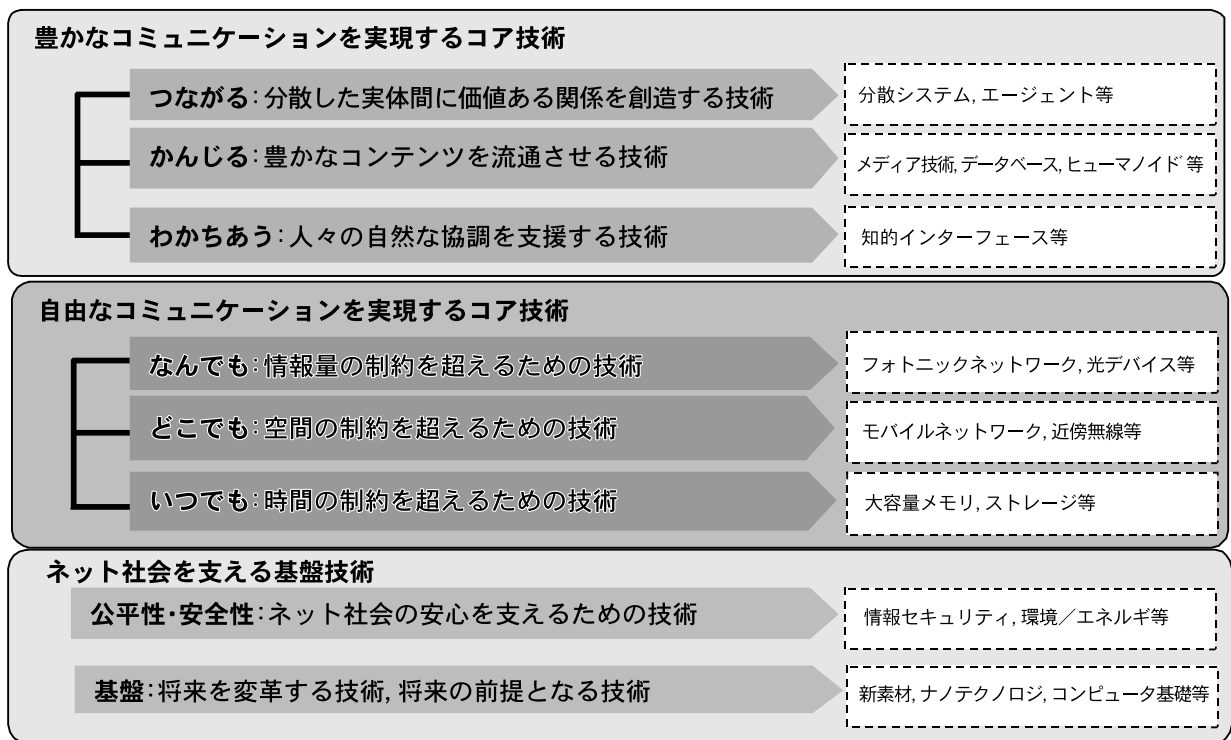 豊かなコミュニケーションを実現するコア技術
つながる:分散した実体間に価値ある関係を創造する技術
分散システム, エージェント等
かんじる:豊かなコンテンツを流通させる技術
メディア技術, データベース, ヒューマノイド等
わかちあう:人々の自然な協調を支援する技術
知的インターフェース等
自由なコミュニケーションを実現するコア技術
なんでも:情報量の制約を超えるための技術
フォトニックネットワーク, 光デバイス等
どこでも:空間の制約を超えるための技術
モバイルネットワーク, 近傍無線等
いつでも:時間の制約を超えるための技術
大容量メモリ, ストレージ等
ネット社会を支える基盤技術
公平性・安全性:ネット社会の安心を支えるための技術
情報セキュリティ, 環境/エネルギ等
基盤:将来を変革する技術, 将来の前提となる技術
新素材, ナノテクノロジ, コンピュータ基礎等